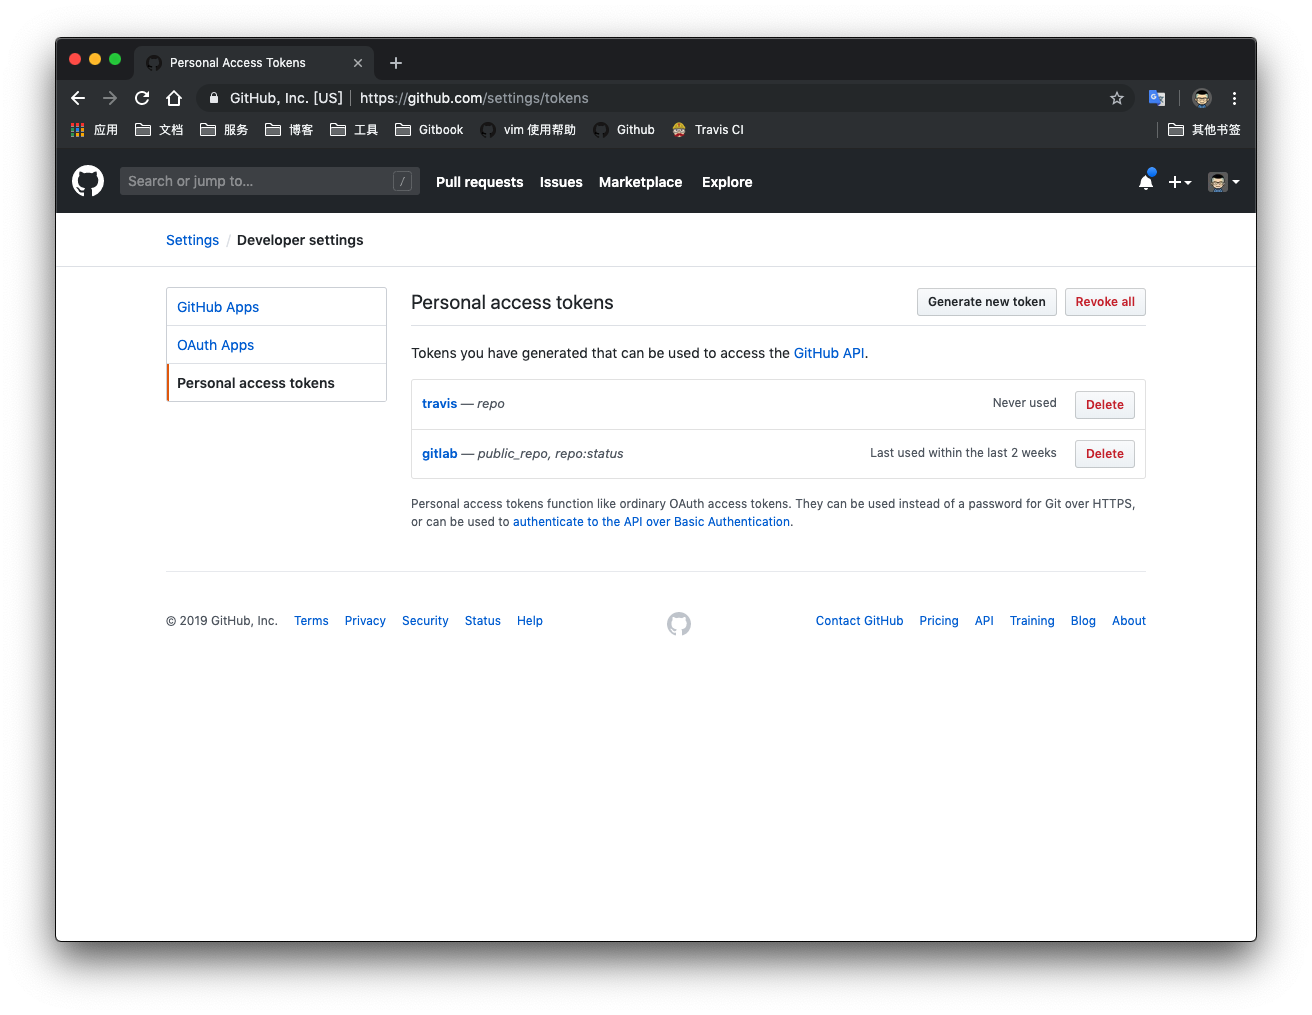 Personal Access Tokens
GitHub, Inc. [US] | https://github.com/settings/tokens
应用 文档 服务 博客 工具 Gitbook vim 使用帮助 Github Travis CI 其他书签
Search or jump to... / Pull requests Issues Marketplace Explore
Settings / Developer settings
GitHub Apps
OAuth Apps
Personal access tokens
Personal access tokens Generate new token Revoke all
Tokens you have generated that can be used to access the GitHub API.
travis — repo Never used Delete
gitlab — public_repo, repo:status Last used within the last 2 weeks Delete
Personal access tokens function like ordinary OAuth access tokens. They can be used instead of a password for Git over HTTPS,
or can be used to authenticate to the API over Basic Authentication.
© 2019 GitHub, Inc. Terms Privacy Security Status Help Contact GitHub Pricing API Training Blog About